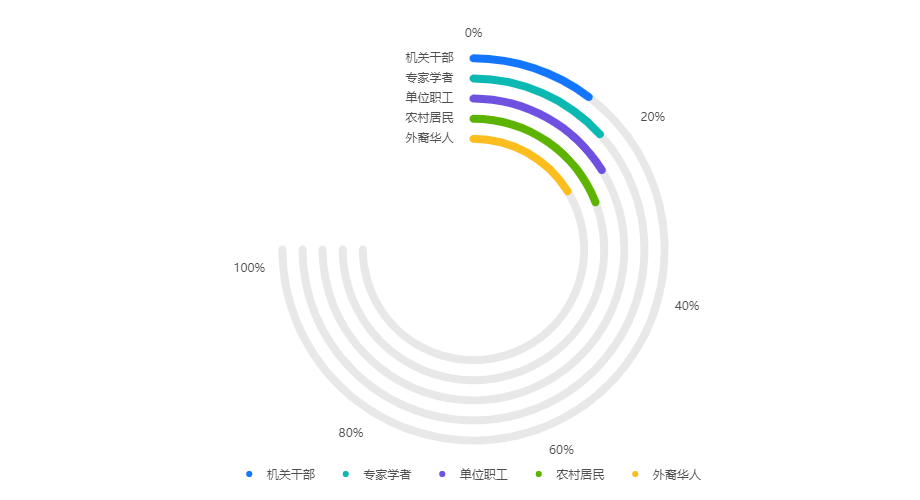 0%
机关干部
专家学者
单位职工
农村居民
外裔华人
20%
40%
60%
80%
100%
机关干部 专家学者 单位职工 农村居民 外裔华人